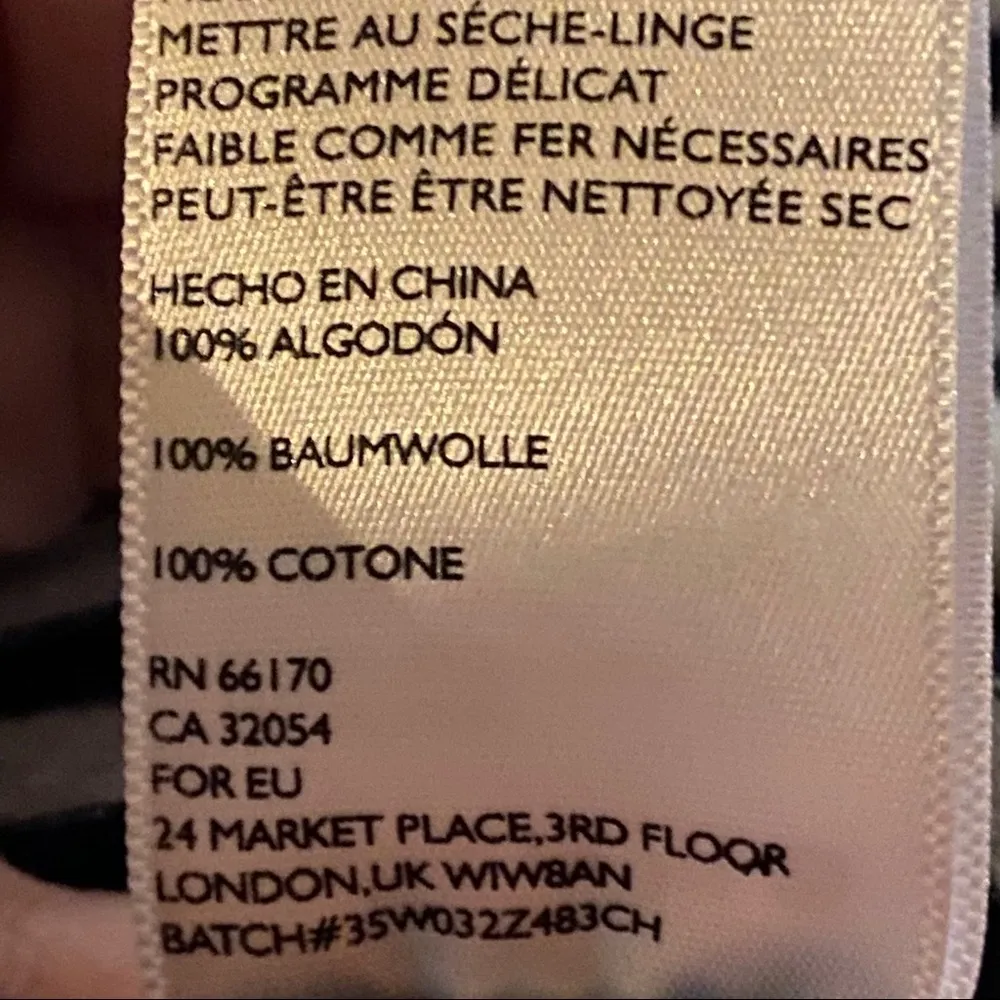 METTRE AU SÉCHE-LINGE
PROGRAMME DÉLICAT
FAIBLE COMME FER NÉCESSAIRES
PEUT-ÊTRE ÊTRE NETTOYÉE SEC
HECHO EN CHINA
100% ALGODÓN
100% BAUMWOLLE
100% COTONE
RN 66170
CA 32054
FOR EU
24 MARKET PLACE,3RD FLOOR
LONDON,UK W1W8AN
BATCH#35W032Z483CH